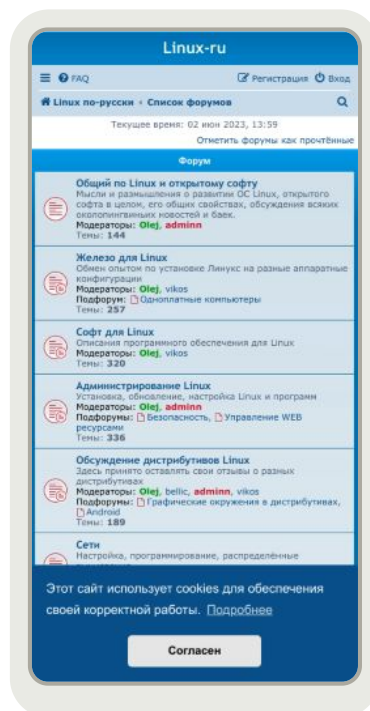 Linux-ru
FAQ
Регистрация Вход
Linux по-русски ‹ Список форумов
Текущее время: 02 июн 2023, 13:59
Отметить форумы как прочтённые
Форум
Общий по Linux и открытому софту
Мысли и размышления о развитии ОС Linux, открытого
софта в целом, его общих свойствах, обсуждения всяких
околопингвиньих новостей и баек.
Модераторы: Olej, adminn
Темы: 144
Железо для Linux
Обмен опытом по установке Линукс на разные аппаратные
конфигурации
Модераторы: Olej, vikos
Подфорум: Одноплатные компьютеры
Темы: 257
Софт для Linux
Описания программного обеспечения для Linux
Модераторы: Olej, vikos
Темы: 320
Администрирование Linux
Установка, обновление, настройка Linux и программ
Модераторы: Olej, adminn
Подфорумы: Безопасность, Управление WEB
ресурсами
Темы: 336
Обсуждение дистрибутивов Linux
Здесь принято оставлять свои отзывы о разных
дистрибутивах
Модераторы: Olej, bellic, adminn, vikos
Подфорумы: Графические окружения в дистрибутивах,
Android
Темы: 189
Сети
Настройка, программирование, распределённые
Этот сайт использует cookies для обеспечения
своей корректной работы. Подробнее
Согласен